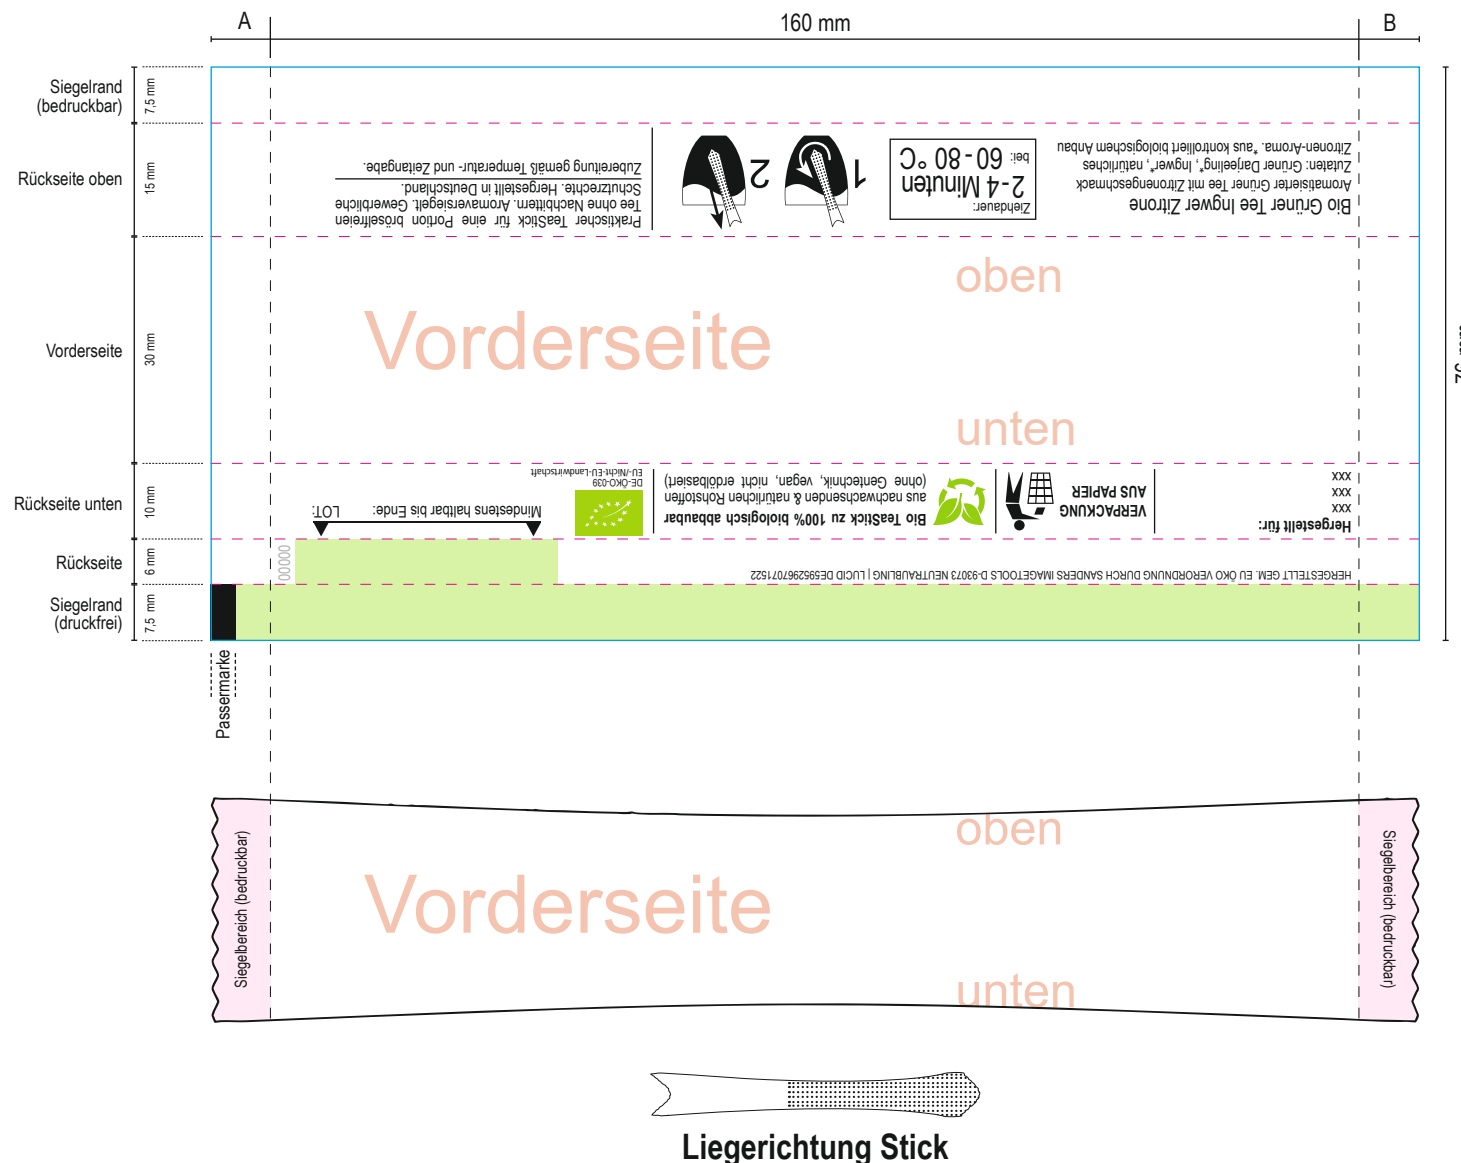 A
160 mm
B
Siegelrand
(bedruckbar)
7,5 mm
Rückseite oben
15 mm
Bio Grüner Tee Ingwer Zitrone
Aromatisierter Grüner Tee mit Zitronengeschmack
Zutaten: Grüner Darjeeling*, Ingwer*, natürliches
Zitronen-Aroma. *aus kontrolliert biologischem Anbau
Ziehdauer:
2-4 Minuten
bei: 60-80 °C
1
2
Praktischer TeaStick für eine Portion bröselfreien
Tee ohne Nachbittern. Aromaversiegelt. Gewerbliche
Schutzrechte. Hergestellt in Deutschland.
Zubereitung gemäß Temperatur- und Zeitangabe.
Vorderseite
30 mm
oben
Vorderseite
unten
Rückseite unten
10 mm
Hergestellt für:
xxx
xxx
xxx
VERPACKUNG
AUS PAPIER
Bio TeaStick zu 100% biologisch abbaubar
aus nachwachsenden & natürlichen Rohstoffen
(ohne Gentechnik, vegan, nicht erdölbasiert)
DE-ÖKO-039
EU-/Nicht-EU-Landwirtschaft
Mindestens haltbar bis Ende:
LOT:
Rückseite
6 mm
00000
HERGESTELLT GEM. EU ÖKO VERORDNUNG DURCH SANDERS IMAGETOOLS D-93073 NEUTRAUBLING | LUCID DE5952967071522
Siegelrand
(druckfrei)
7,5 mm
Passermarke
Siegelbereich (bedruckbar)
oben
Vorderseite
unten
Siegelbereich (bedruckbar)
Liegerichtung Stick